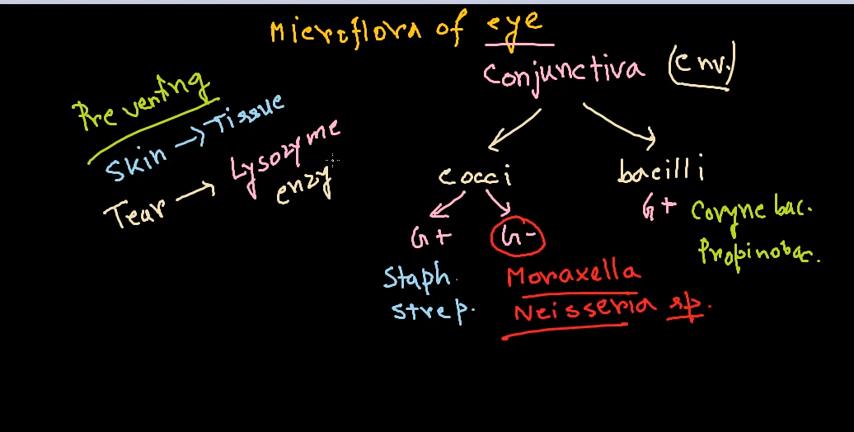 Microflora of eye
Conjunctiva (env.)
Preventing
Skin → Tissue
Tear → Lysozyme
enzy
cocci
bacilli
G+
G-
G+ Coryne bac.
Propinobac.
Staph.
Moraxella
strep.
Neisseria sp.